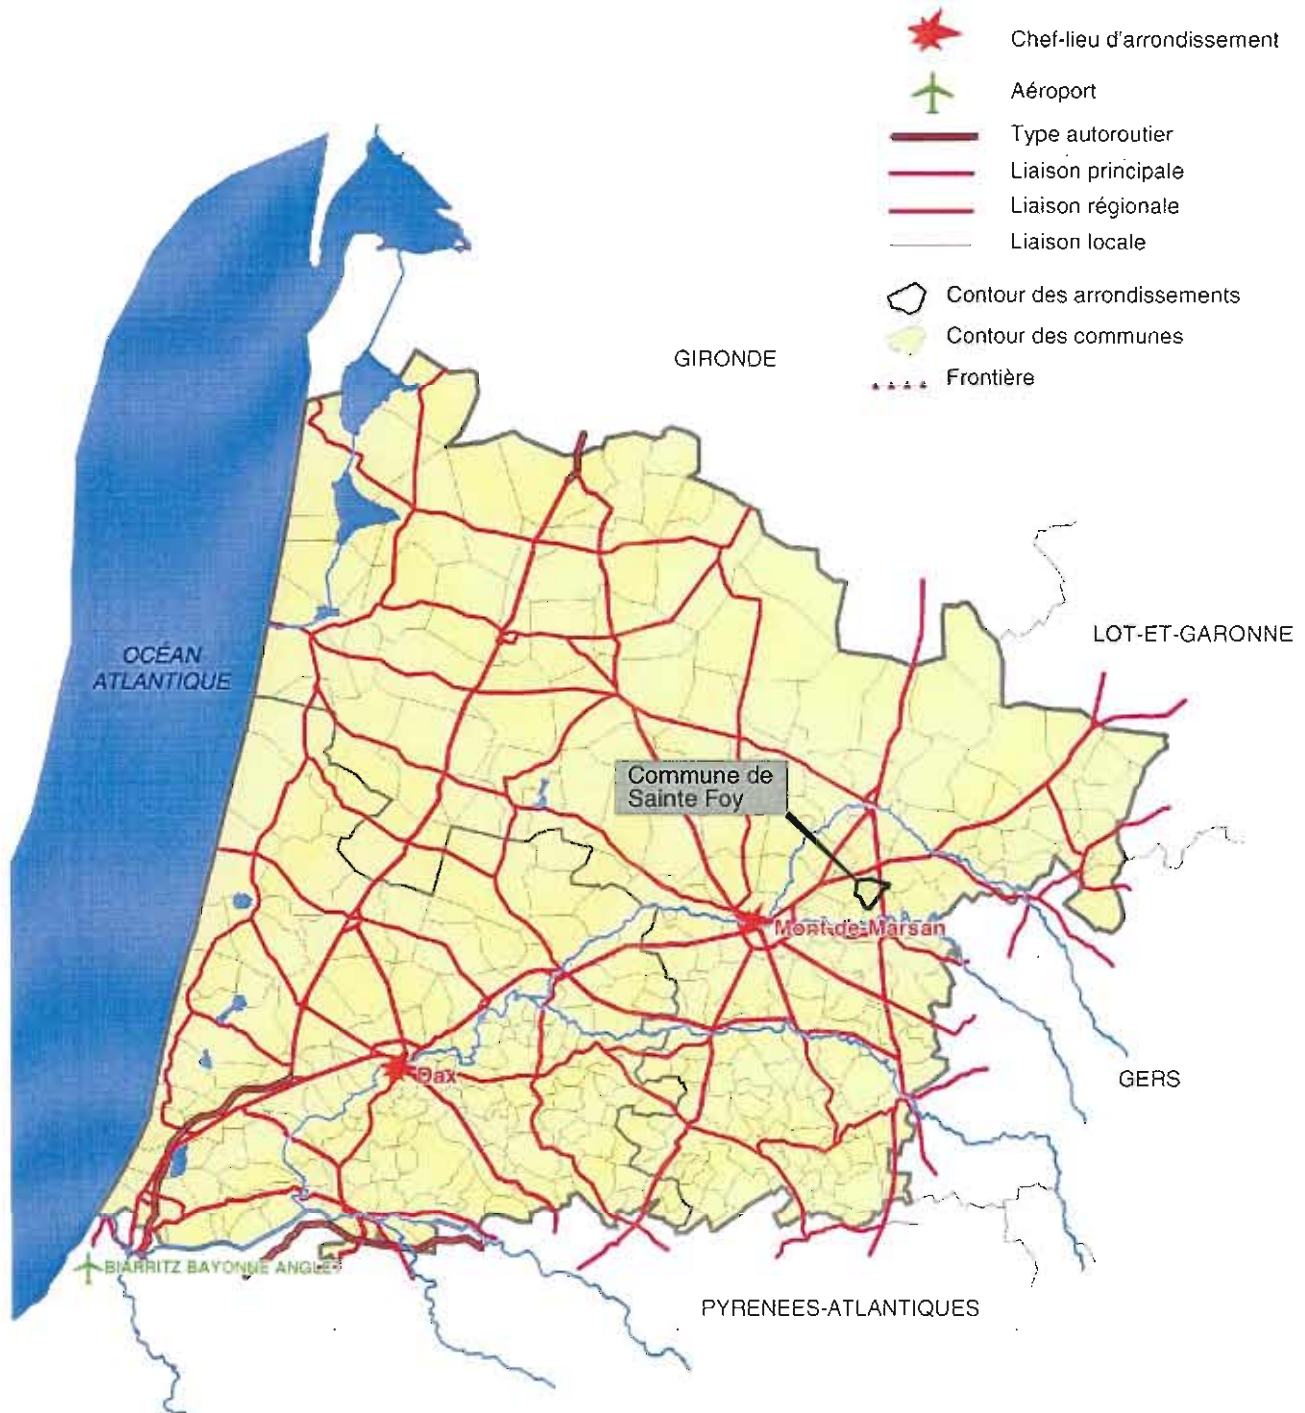 Chef-lieu d'arrondissement
Aéroport
Type autoroutier
Liaison principale
Liaison régionale
Liaison locale
Contour des arrondissements
Contour des communes
Frontière
GIRONDE
LOT-ET-GARONNE
OCÉAN
ATLANTIQUE
Commune de
Sainte Foy
Mont-de-Marsan
Dax
GERS
BIARRITZ BAYONNE ANGLET
PYRENEES-ATLANTIQUES